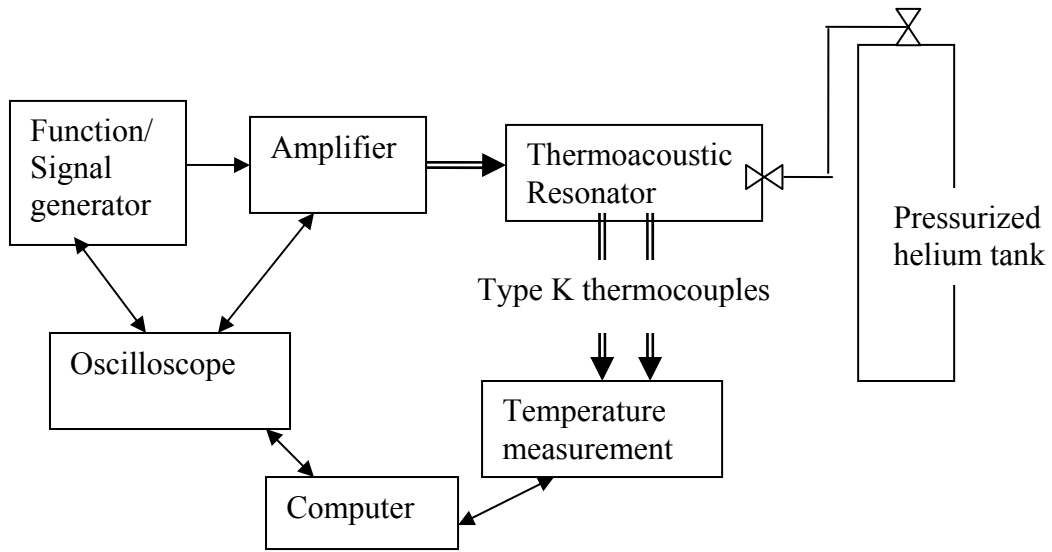 Function/
Signal
generator
Amplifier
Thermoacoustic
Resonator
Pressurized
helium tank
Type K thermocouples
Oscilloscope
Temperature
measurement
Computer